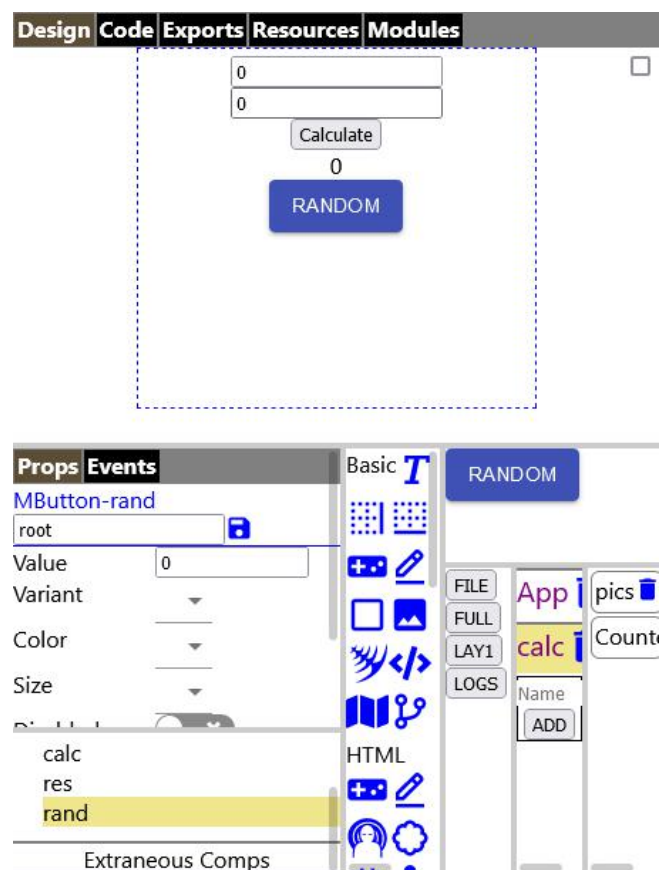 Design Code Exports Resources Modules
0
0
Calculate
0
RANDOM
Props Events
MButton-rand
root
Value 0
Variant
Color
Size
calc
res
rand
Extraneous Comps
Basic
HTML
RANDOM
FILE
FULL
LAY1
LOGS
App
calc
Name
ADD
pics
Counte